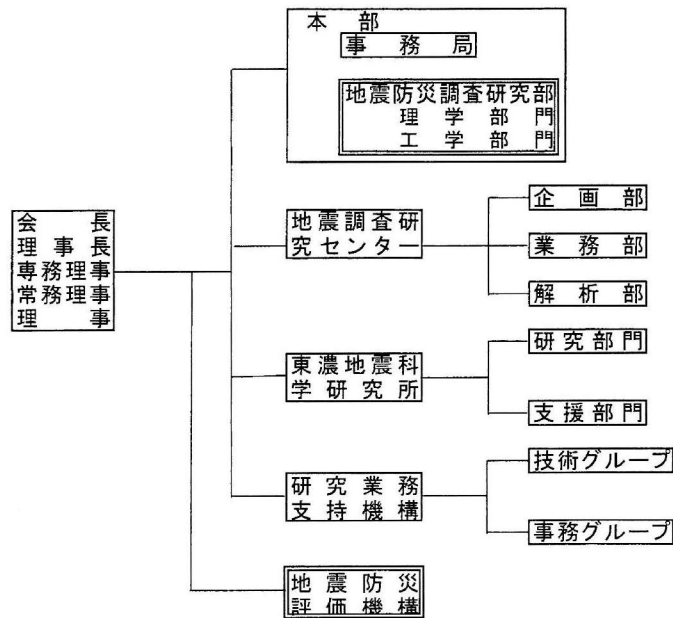 本部
事務局
地震防災調査研究部
理学部門
工学部門
会長
理事長
専務理事
常務理事
理事
地震調査研
究センター
企画部
業務部
解析部
東濃地震科
学研究所
研究部門
支援部門
研究業務
支持機構
技術グループ
事務グループ
地震防災
評価機構